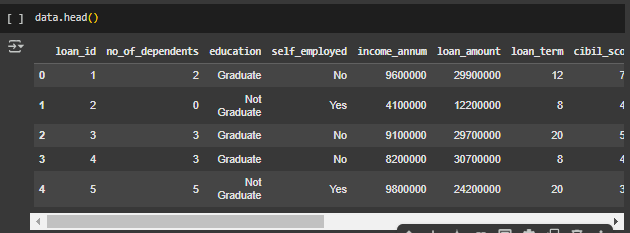 [ ] data.head()
loan_id no_of_dependents education self_employed income_annum loan_amount loan_term cibil_sco
0 1 2 Graduate No 9600000 29900000 12 7
1 2 0 Not Graduate Yes 4100000 12200000 8 4
2 3 3 Graduate No 9100000 29700000 20 5
3 4 3 Graduate No 8200000 30700000 8 4
4 5 5 Not Graduate Yes 9800000 24200000 20 3